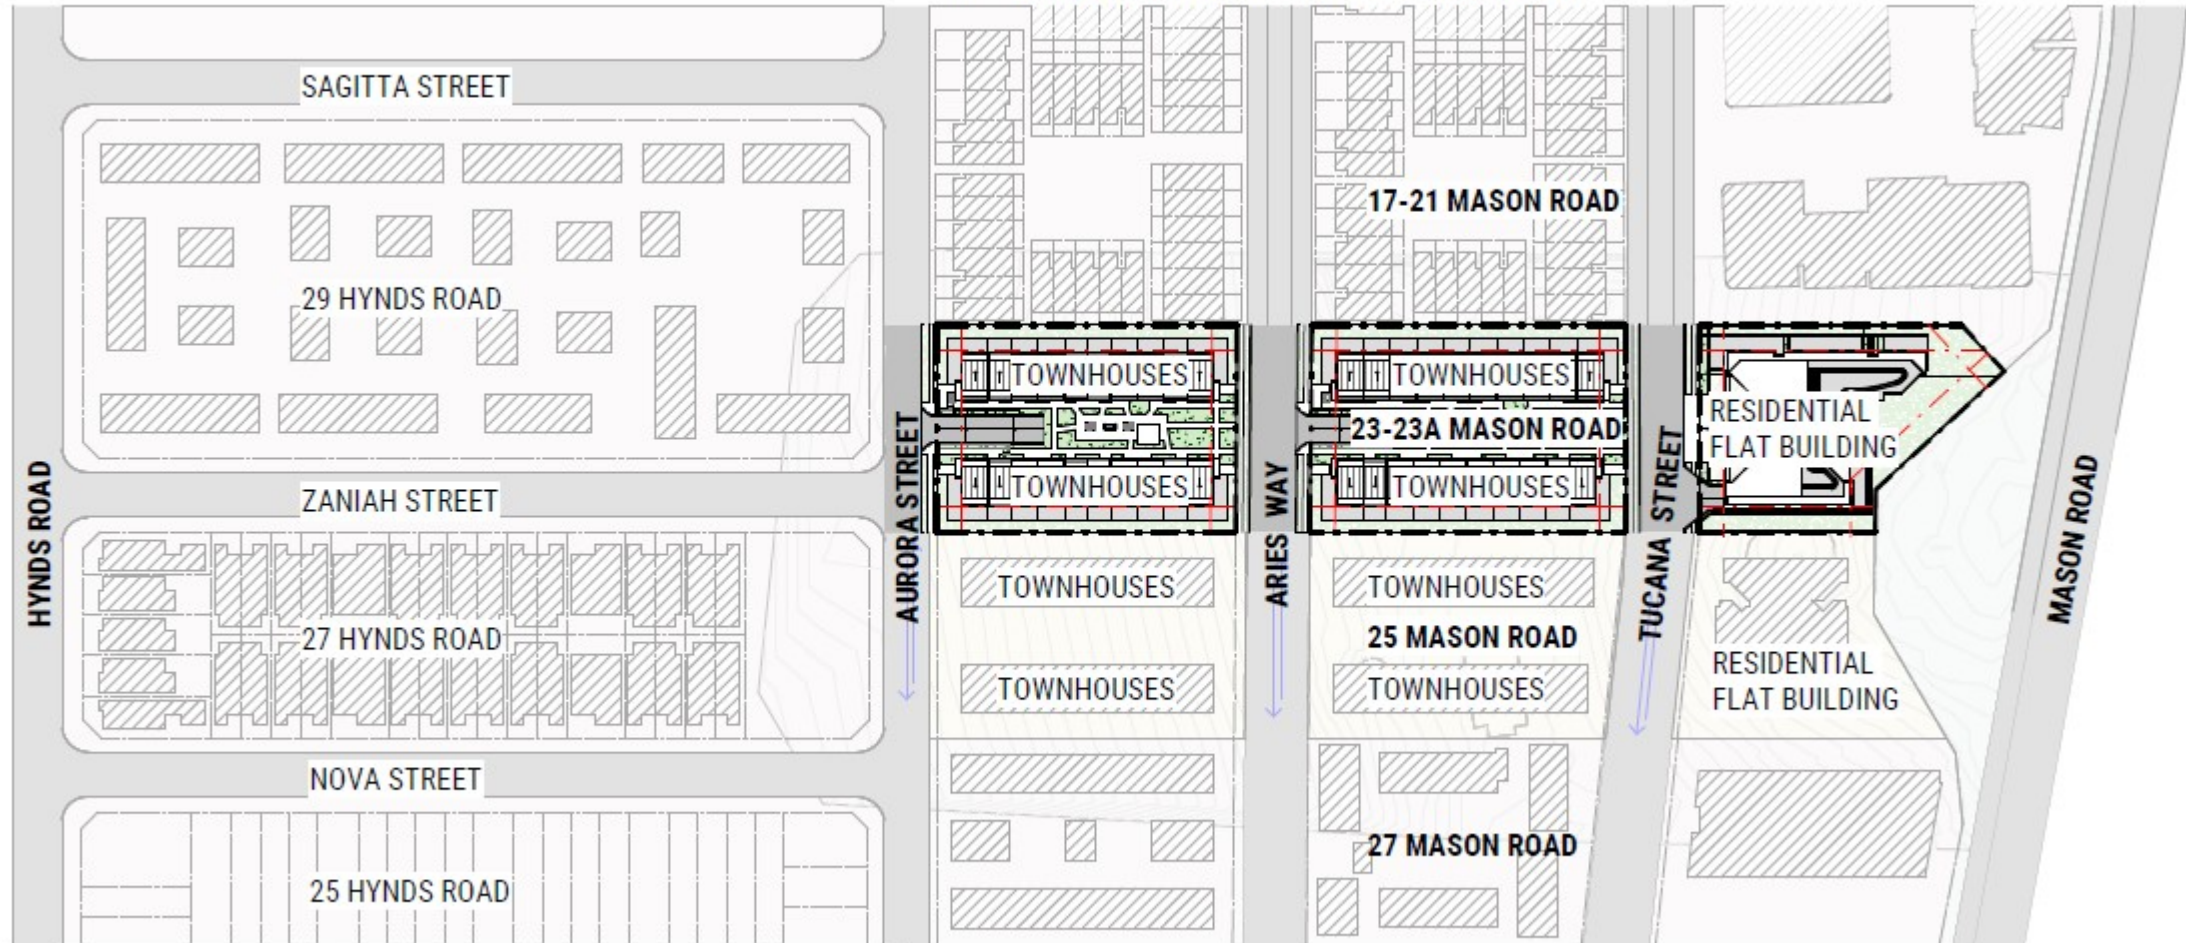 SAGITTA STREET
17-21 MASON ROAD
29 HYNDS ROAD
TOWNHOUSES
TOWNHOUSES
RESIDENTIAL
FLAT BUILDING
23-23A MASON ROAD
TOWNHOUSES
TOWNHOUSES
ZANIAH STREET
HYNDS ROAD
AURORA STREET
ARIES WAY
TUCANA STREET
MASON ROAD
TOWNHOUSES
TOWNHOUSES
27 HYNDS ROAD
25 MASON ROAD
RESIDENTIAL
FLAT BUILDING
TOWNHOUSES
TOWNHOUSES
NOVA STREET
27 MASON ROAD
25 HYNDS ROAD